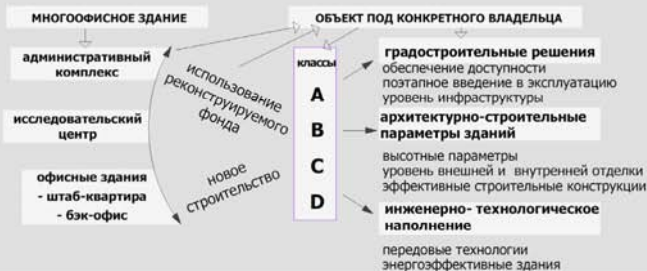 МНОГООФИСНОЕ ЗДАНИЕ
ОБЪЕКТ ПОД КОНКРЕТНОГО ВЛАДЕЛЬЦА
административный
комплекс
исследовательский
центр
офисные здания
- штаб-квартира
- бэк-офис
использование
реконструируемого
фонда
новое
строительство
классы
A
B
C
D
градостроительные решения
обеспечение доступности
поэтапное введение в эксплуатацию
уровень инфраструктуры
архитектурно-строительные
параметры зданий
высотные параметры
уровень внешней и внутренней отделки
эффективные строительные конструкции
инженерно- технологическое
наполнение
передовые технологии
энергоэффективные здания